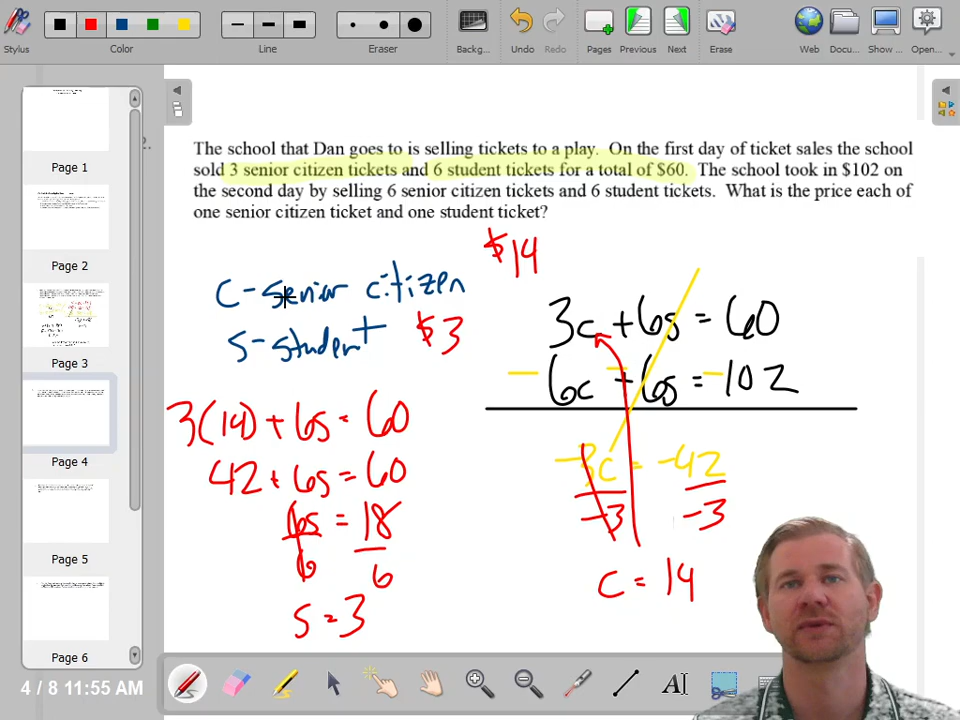 Stylus
Color
Line
Eraser
Backg...
Undo
Redo
Pages
Previous
Next
Erase
Web
Docu...
Show ...
Open...
Page 1
Page 2
Page 3
Page 4
Page 5
Page 6
4 / 8 11:55 AM
2.
The school that Dan goes to is selling tickets to a play. On the first day of ticket sales the school
sold 3 senior citizen tickets and 6 student tickets for a total of $60. The school took in $102 on
the second day by selling 6 senior citizen tickets and 6 student tickets. What is the price each of
one senior citizen ticket and one student ticket?
$14
C - senior citizen
S - student $3
3c + 6s = 60
- 6c + 6s = - 102
-3c = -42
-3 -3
c = 14
3(14) + 6s = 60
42 + 6s = 60
6s = 18
6 6
s = 3
A